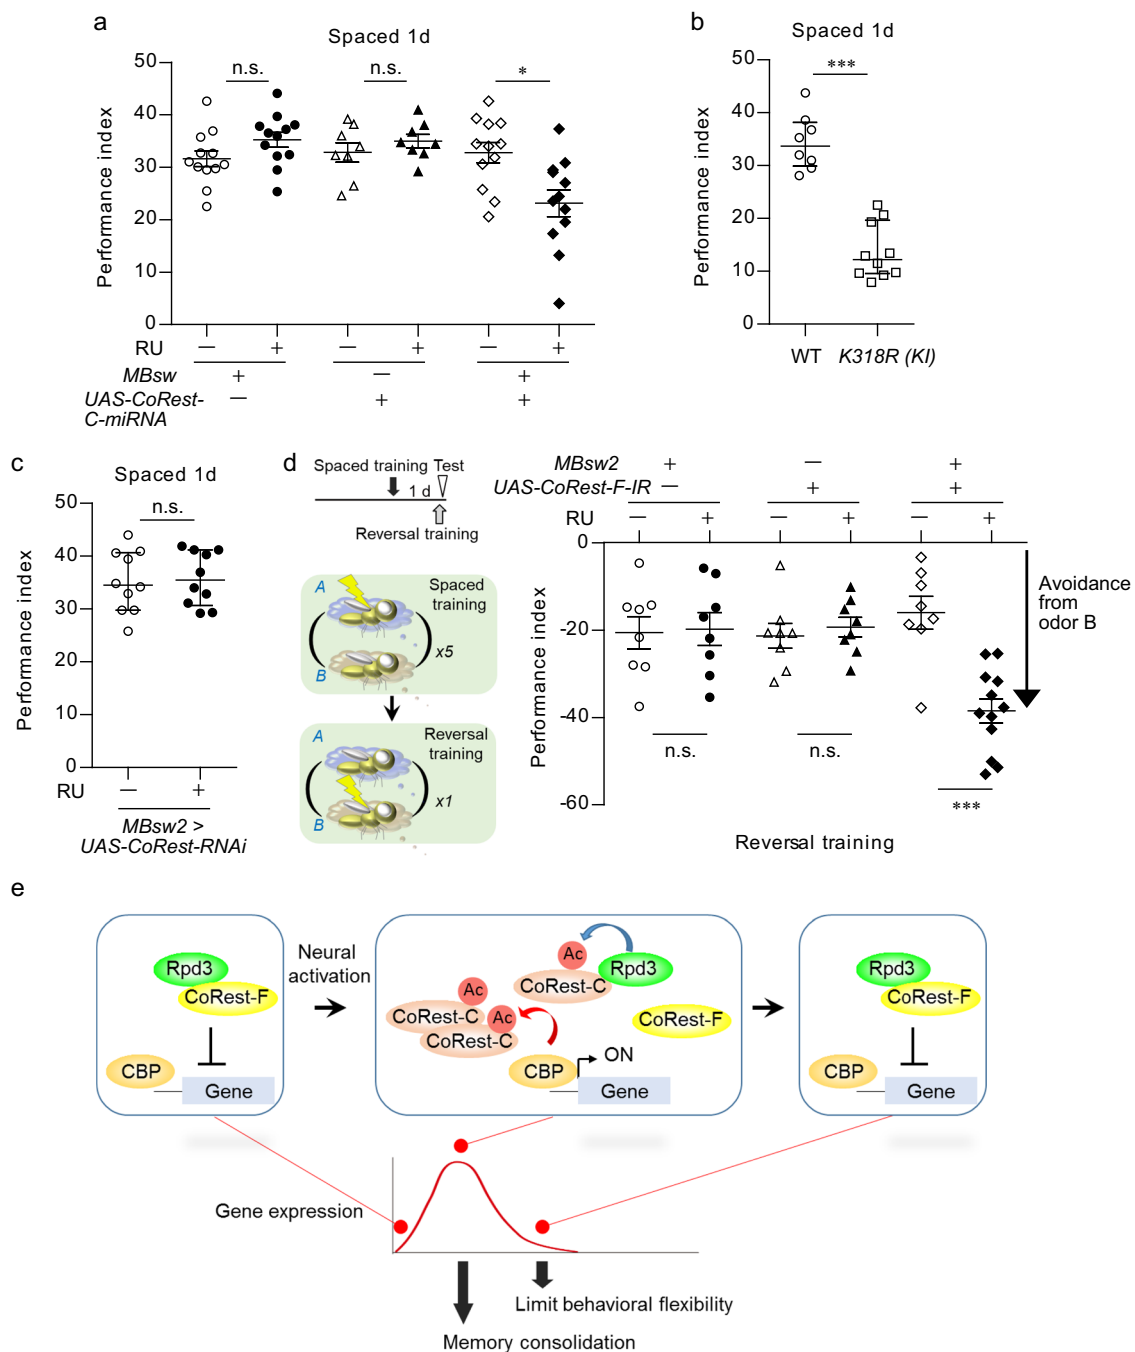 a
Spaced 1d
Performance index
50
40
30
20
10
0
n.s.
n.s.
*
RU
— + — + — +
MBsw + — +
UAS-CoRest-
C-miRNA
— + +
b
Spaced 1d
Performance index
50
40
30
20
10
0
***
WT K318R (KI)
c
Spaced 1d
Performance index
50
40
30
20
10
0
n.s.
RU — +
MBsw2 >
UAS-CoRest-RNAi
d
Spaced training Test
1 d
Reversal training
A
Spaced
training
x5
B
A
Reversal
training
x1
B
MBsw2 + — +
UAS-CoRest-F-IR — + +
RU — + — + — +
Performance index
0
-20
-40
-60
n.s.
n.s.
***
Avoidance
from
odor B
Reversal training
e
Rpd3
CoRest-F
CBP
Gene
Neural
activation
Ac
Rpd3
CoRest-C
Ac
CoRest-C
Ac
CoRest-C
CoRest-F
CBP
ON
Gene
Rpd3
CoRest-F
CBP
Gene
Gene expression
Limit behavioral flexibility
Memory consolidation